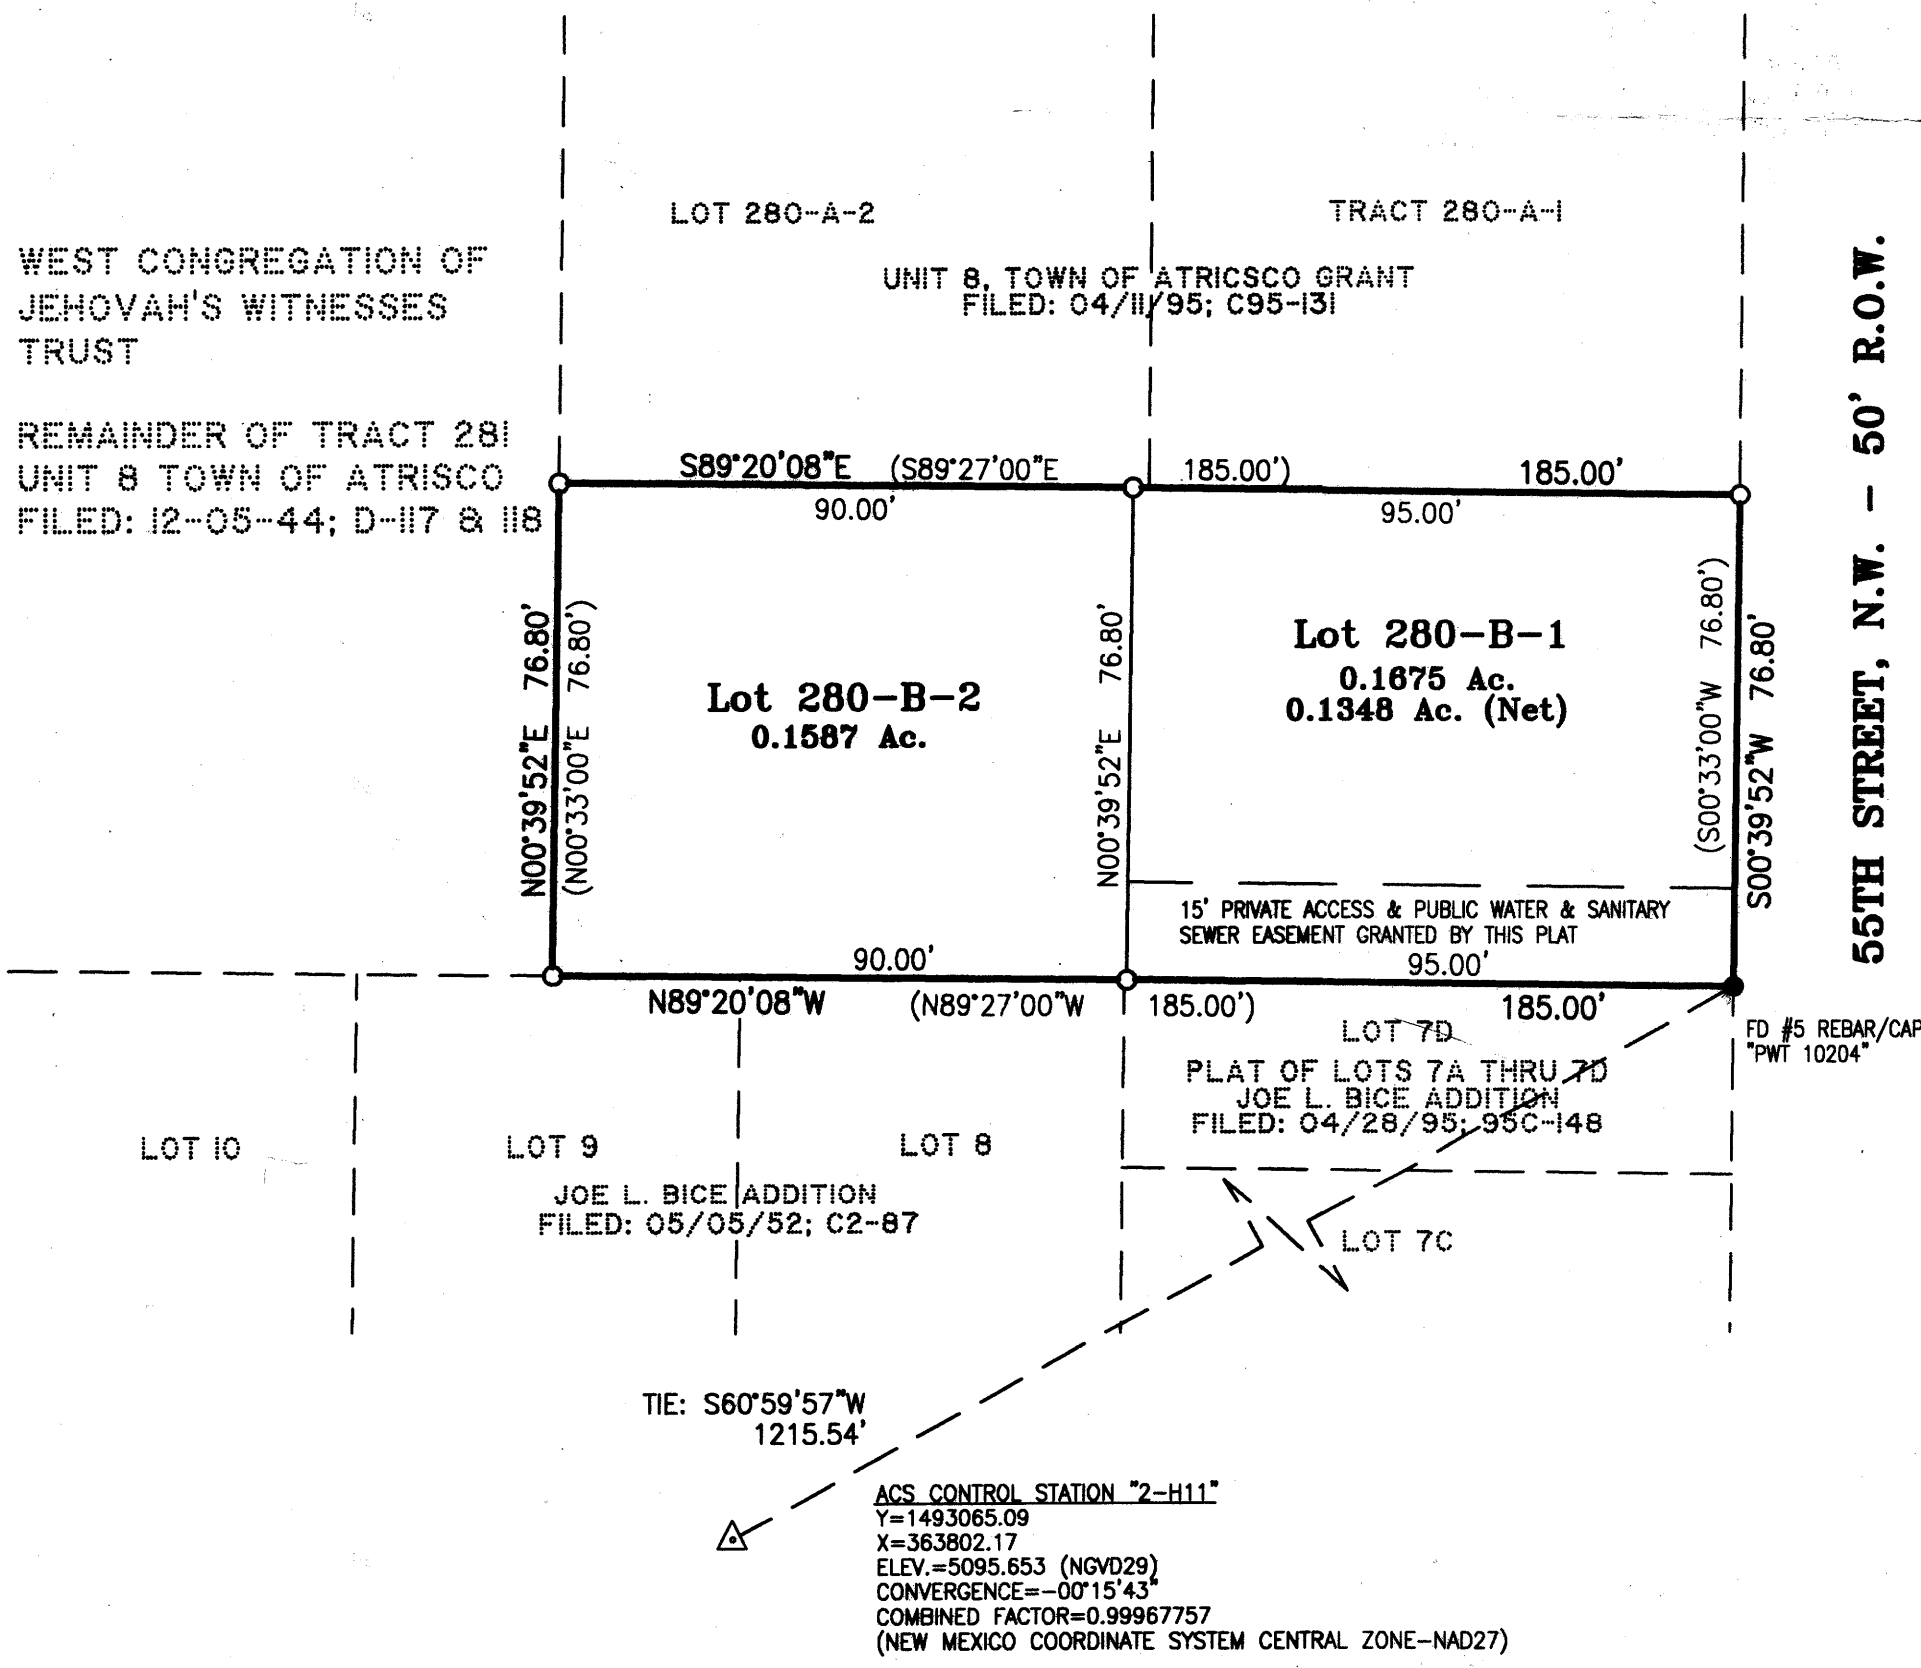 LOT 280-A-2
TRACT 280-A-1
WEST CONGREGATION OF
JEHOVAH'S WITNESSES
TRUST
UNIT 8, TOWN OF ATRICSCO GRANT
FILED: 04/11/95; C95-131
REMAINDER OF TRACT 281
UNIT 8 TOWN OF ATRISCO
FILED: 12-05-44; D-117 & 118
55TH STREET, N.W. - 50' R.O.W.
S89°20'08"E (S89°27'00"E 185.00') 185.00'
90.00' 95.00'
N00°39'52"E 76.80'
(N00°33'00"E 76.80')
Lot 280-B-2
0.1587 Ac.
N00°39'52"E 76.80'
Lot 280-B-1
0.1675 Ac.
0.1348 Ac. (Net)
(S00°33'00"W 76.80')
S00°39'52"W 76.80'
15' PRIVATE ACCESS & PUBLIC WATER & SANITARY
SEWER EASEMENT GRANTED BY THIS PLAT
90.00' 95.00'
N89°20'08"W (N89°27'00"W 185.00') 185.00'
FD #5 REBAR/CAP
"PWT 10204"
LOT 7D
PLAT OF LOTS 7A THRU 7D
JOE L. BICE ADDITION
FILED: 04/28/95; 95C-148
LOT 10
LOT 9
LOT 8
JOE L. BICE ADDITION
FILED: 05/05/52; C2-87
LOT 7C
TIE: S60°59'57"W
1215.54'
ACS CONTROL STATION "2-H11"
Y=1493065.09
X=363802.17
ELEV.=5095.653 (NGVD29)
CONVERGENCE=-00°15'43"
COMBINED FACTOR=0.99967757
(NEW MEXICO COORDINATE SYSTEM CENTRAL ZONE-NAD27)